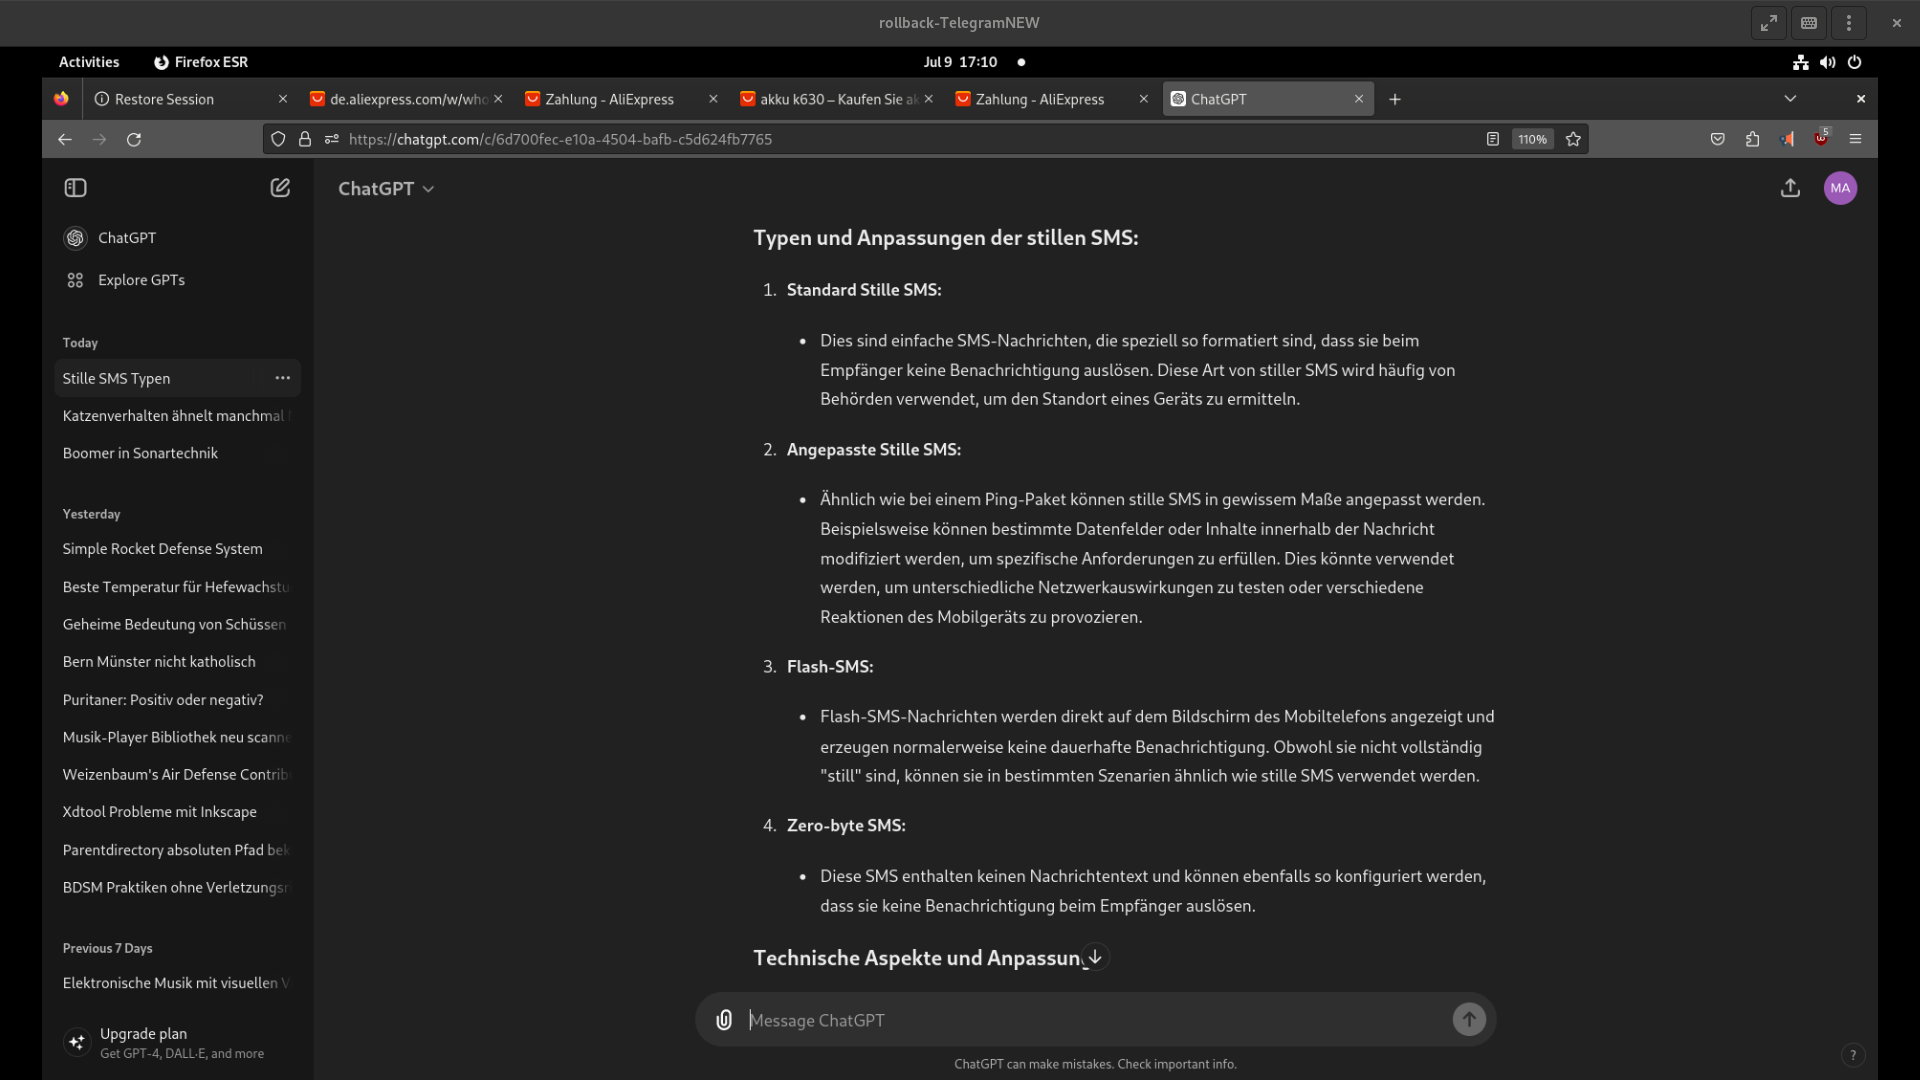 rollback-TelegramNEW
Activities Firefox ESR Jul 9 17:10
Restore Session de.aliexpress.com/w/who Zahlung - AliExpress akku k630 – Kaufen Sie ak Zahlung - AliExpress ChatGPT
https://chatgpt.com/c/6d700fec-e10a-4504-bafb-c5d624fb7765 110% 5
ChatGPT MA
ChatGPT
Explore GPTs
Today
Stille SMS Typen
Katzenverhalten ähnelt manchmal
Boomer in Sonartechnik
Yesterday
Simple Rocket Defense System
Beste Temperatur für Hefewachstu
Geheime Bedeutung von Schüssen
Bern Münster nicht katholisch
Puritaner: Positiv oder negativ?
Musik-Player Bibliothek neu scanne
Weizenbaum's Air Defense Contrib
Xdtool Probleme mit Inkscape
Parentdirectory absoluten Pfad bek
BDSM Praktiken ohne Verletzungsri
Previous 7 Days
Elektronische Musik mit visuellen V
Upgrade plan
Get GPT-4, DALL·E, and more
Typen und Anpassungen der stillen SMS:
1. Standard Stille SMS:
• Dies sind einfache SMS-Nachrichten, die speziell so formatiert sind, dass sie beim
Empfänger keine Benachrichtigung auslösen. Diese Art von stiller SMS wird häufig von
Behörden verwendet, um den Standort eines Geräts zu ermitteln.
2. Angepasste Stille SMS:
• Ähnlich wie bei einem Ping-Paket können stille SMS in gewissem Maße angepasst werden.
Beispielsweise können bestimmte Datenfelder oder Inhalte innerhalb der Nachricht
modifiziert werden, um spezifische Anforderungen zu erfüllen. Dies könnte verwendet
werden, um unterschiedliche Netzwerkauswirkungen zu testen oder verschiedene
Reaktionen des Mobilgeräts zu provozieren.
3. Flash-SMS:
• Flash-SMS-Nachrichten werden direkt auf dem Bildschirm des Mobiltelefons angezeigt und
erzeugen normalerweise keine dauerhafte Benachrichtigung. Obwohl sie nicht vollständig
"still" sind, können sie in bestimmten Szenarien ähnlich wie stille SMS verwendet werden.
4. Zero-byte SMS:
• Diese SMS enthalten keinen Nachrichtentext und können ebenfalls so konfiguriert werden,
dass sie keine Benachrichtigung beim Empfänger auslösen.
Technische Aspekte und Anpassung
Message ChatGPT
ChatGPT can make mistakes. Check important info.
?